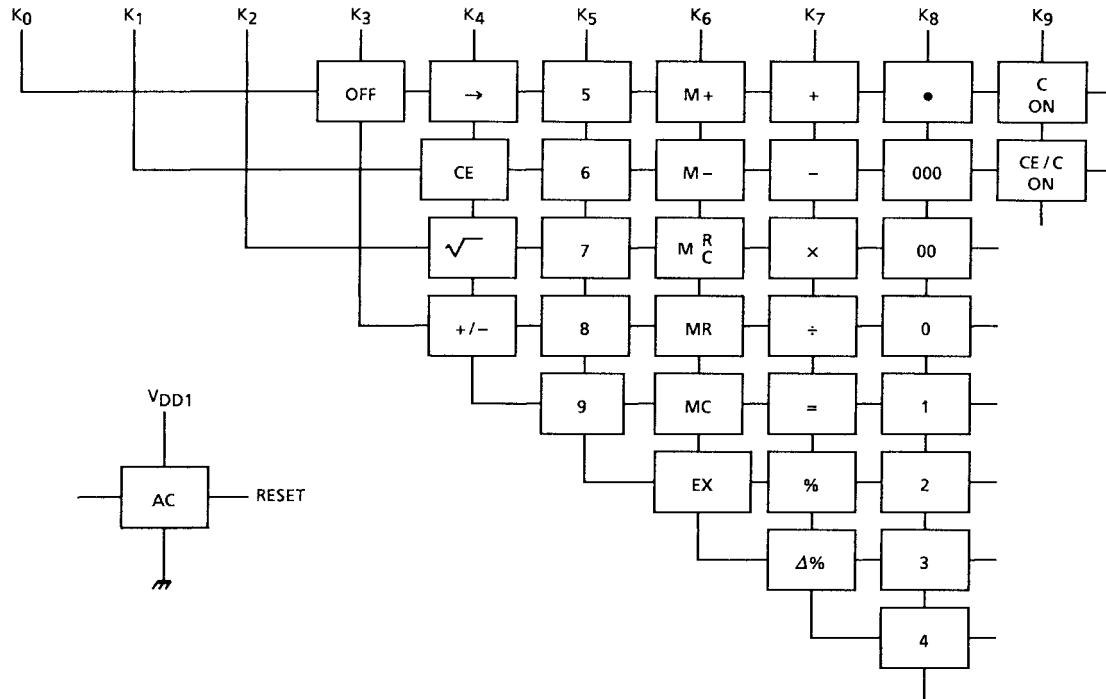 K0 K1 K2 K3 K4 K5 K6 K7 K8 K9
OFF → 5 M+ + • C ON
CE 6 M− − 000 CE/C ON
√ 7 M R C × 00
+/− 8 MR ÷ 0
9 MC = 1
VDD1
AC RESET
EX % 2
Δ% 3
4